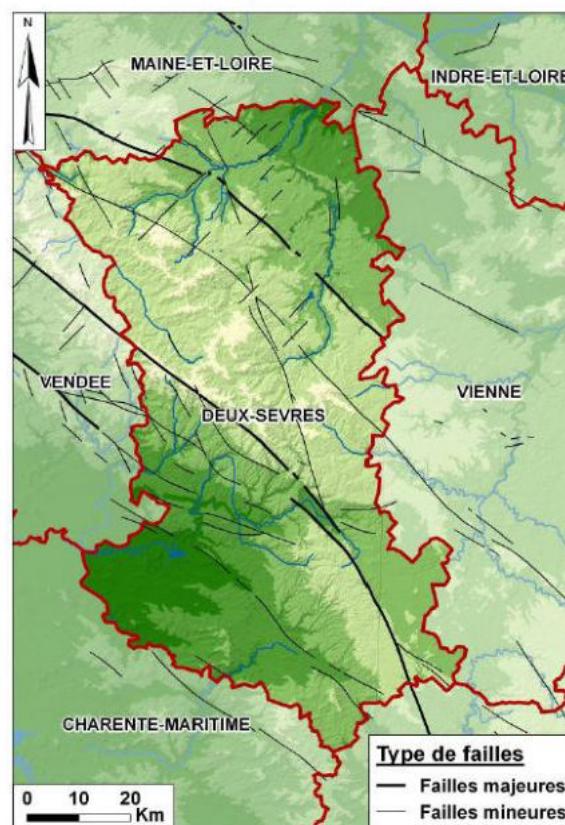 N
MAINE-ET-LOIRE
INDRE-ET-LOIRE
VENDEE
DEUX-SEVRES
VIENNE
CHARENTE-MARITIME
Type de failles
Failles majeures
Failles mineures
0 10 20
Km